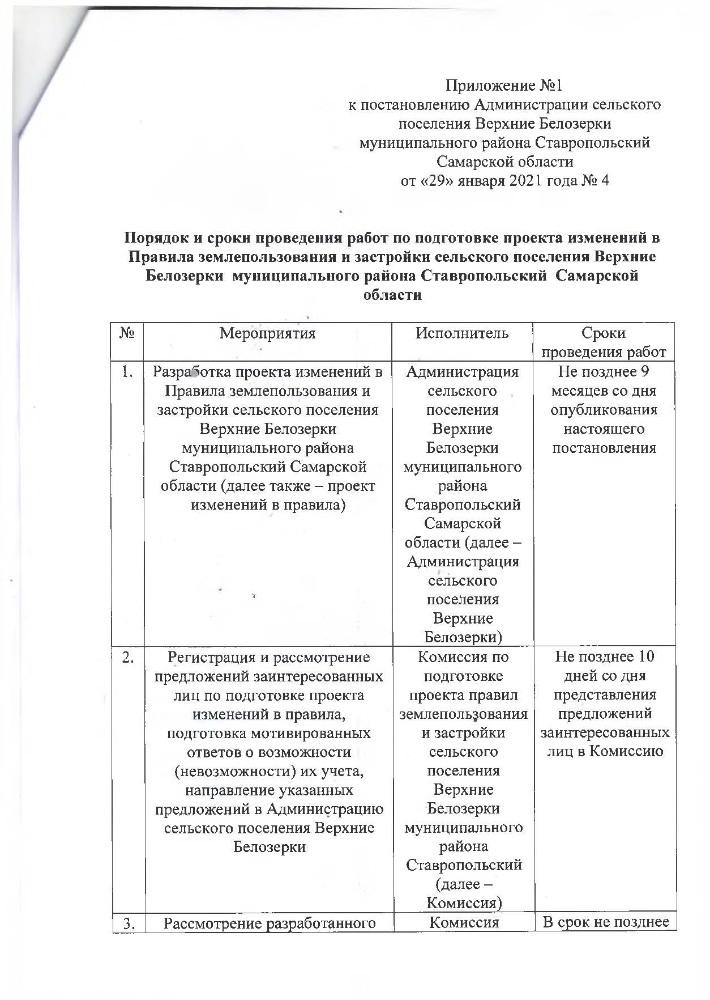 Приложение №1
к постановлению Администрации сельского
поселения Верхние Белозерки
муниципального района Ставропольский
Самарской области
от «29» января 2021 года № 4
Порядок и сроки проведения работ по подготовке проекта изменений в
Правила землепользования и застройки сельского поселения Верхние
Белозерки муниципального района Ставропольский Самарской
области
№
Мероприятия
Исполнитель
Сроки
проведения работ
1.
Разработка проекта изменений в
Правила землепользования и
застройки сельского поселения
Верхние Белозерки
муниципального района
Ставропольский Самарской
области (далее также – проект
изменений в правила)
Администрация
сельского
поселения
Верхние
Белозерки
муниципального
района
Ставропольский
Самарской
области (далее –
Администрация
сельского
поселения
Верхние
Белозерки)
Не позднее 9
месяцев со дня
опубликования
настоящего
постановления
2.
Регистрация и рассмотрение
предложений заинтересованных
лиц по подготовке проекта
изменений в правила,
подготовка мотивированных
ответов о возможности
(невозможности) их учета,
направление указанных
предложений в Администрацию
сельского поселения Верхние
Белозерки
Комиссия по
подготовке
проекта правил
землепользования
и застройки
сельского
поселения
Верхние
Белозерки
муниципального
района
Ставропольский
(далее –
Комиссия)
Не позднее 10
дней со дня
представления
предложений
заинтересованных
лиц в Комиссию
3.
Рассмотрение разработанного
Комиссия
В срок не позднее